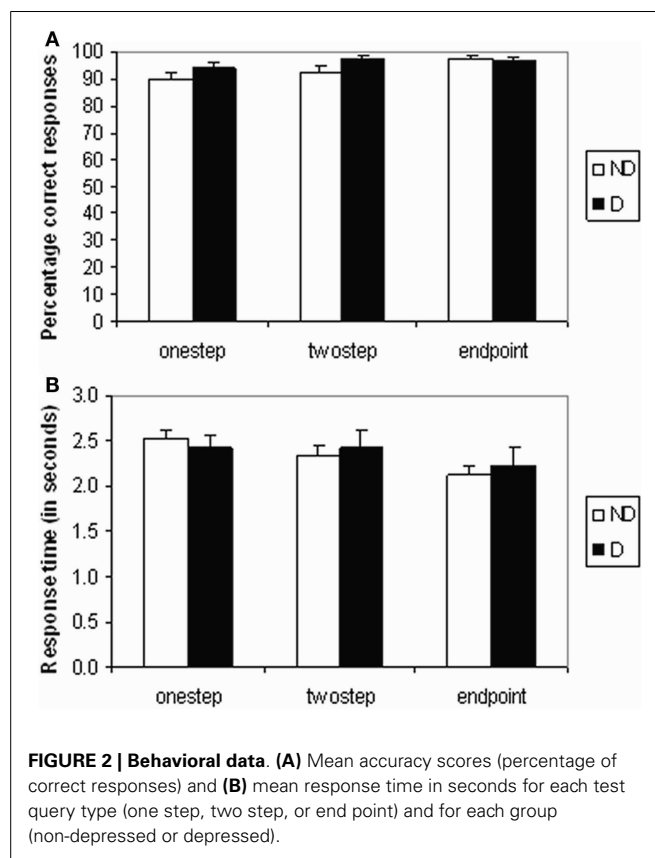 A
Percentage correct responses
100
90
80
70
60
50
40
30
20
10
0
onestep twostep endpoint
ND
D
B
Response time (in seconds)
3.0
2.5
2.0
1.5
1.0
0.5
0.0
onestep twostep endpoint
ND
D
FIGURE 2 | Behavioral data. (A) Mean accuracy scores (percentage of
correct responses) and (B) mean response time in seconds for each test
query type (one step, two step, or end point) and for each group
(non-depressed or depressed).